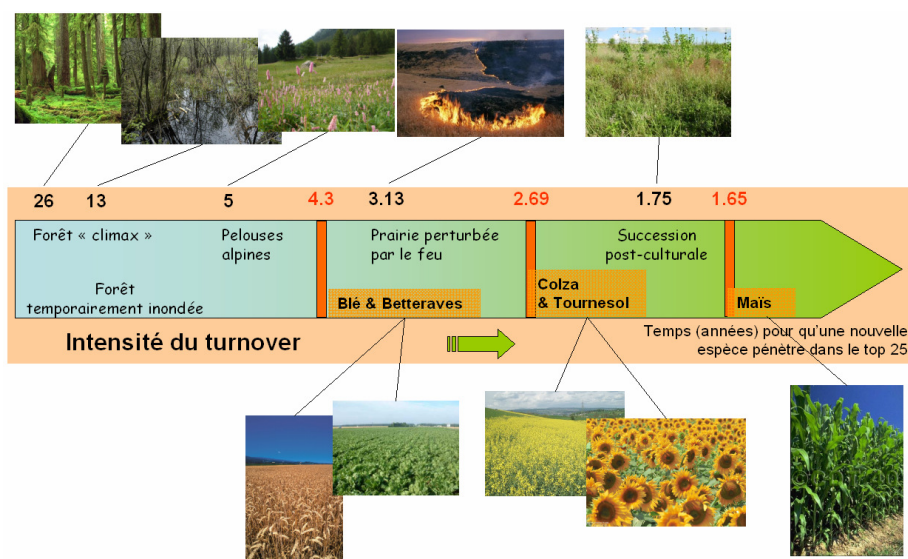 26
13
5
4.3
3.13
2.69
1.75
1.65
Forêt « climax »
Pelouses
alpines
Prairie perturbée
par le feu
Succession
post-culturale
Forêt
temporairement inondée
Blé & Betteraves
Colza
& Tournesol
Maïs
Intensité du turnover
Temps (années) pour qu'une nouvelle
espèce pénètre dans le top 25